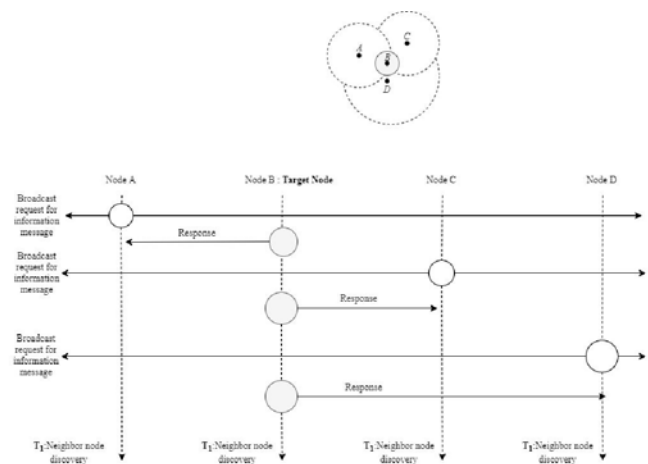 A
C
B
D
Node A
Node B : Target Node
Node C
Node D
Broadcast
request for
information
message
Response
Broadcast
request for
information
message
Response
Broadcast
request for
information
message
Response
T1:Neighbor node
discovery
T1:Neighbor node
discovery
T1:Neighbor node
discovery
T1:Neighbor node
discovery